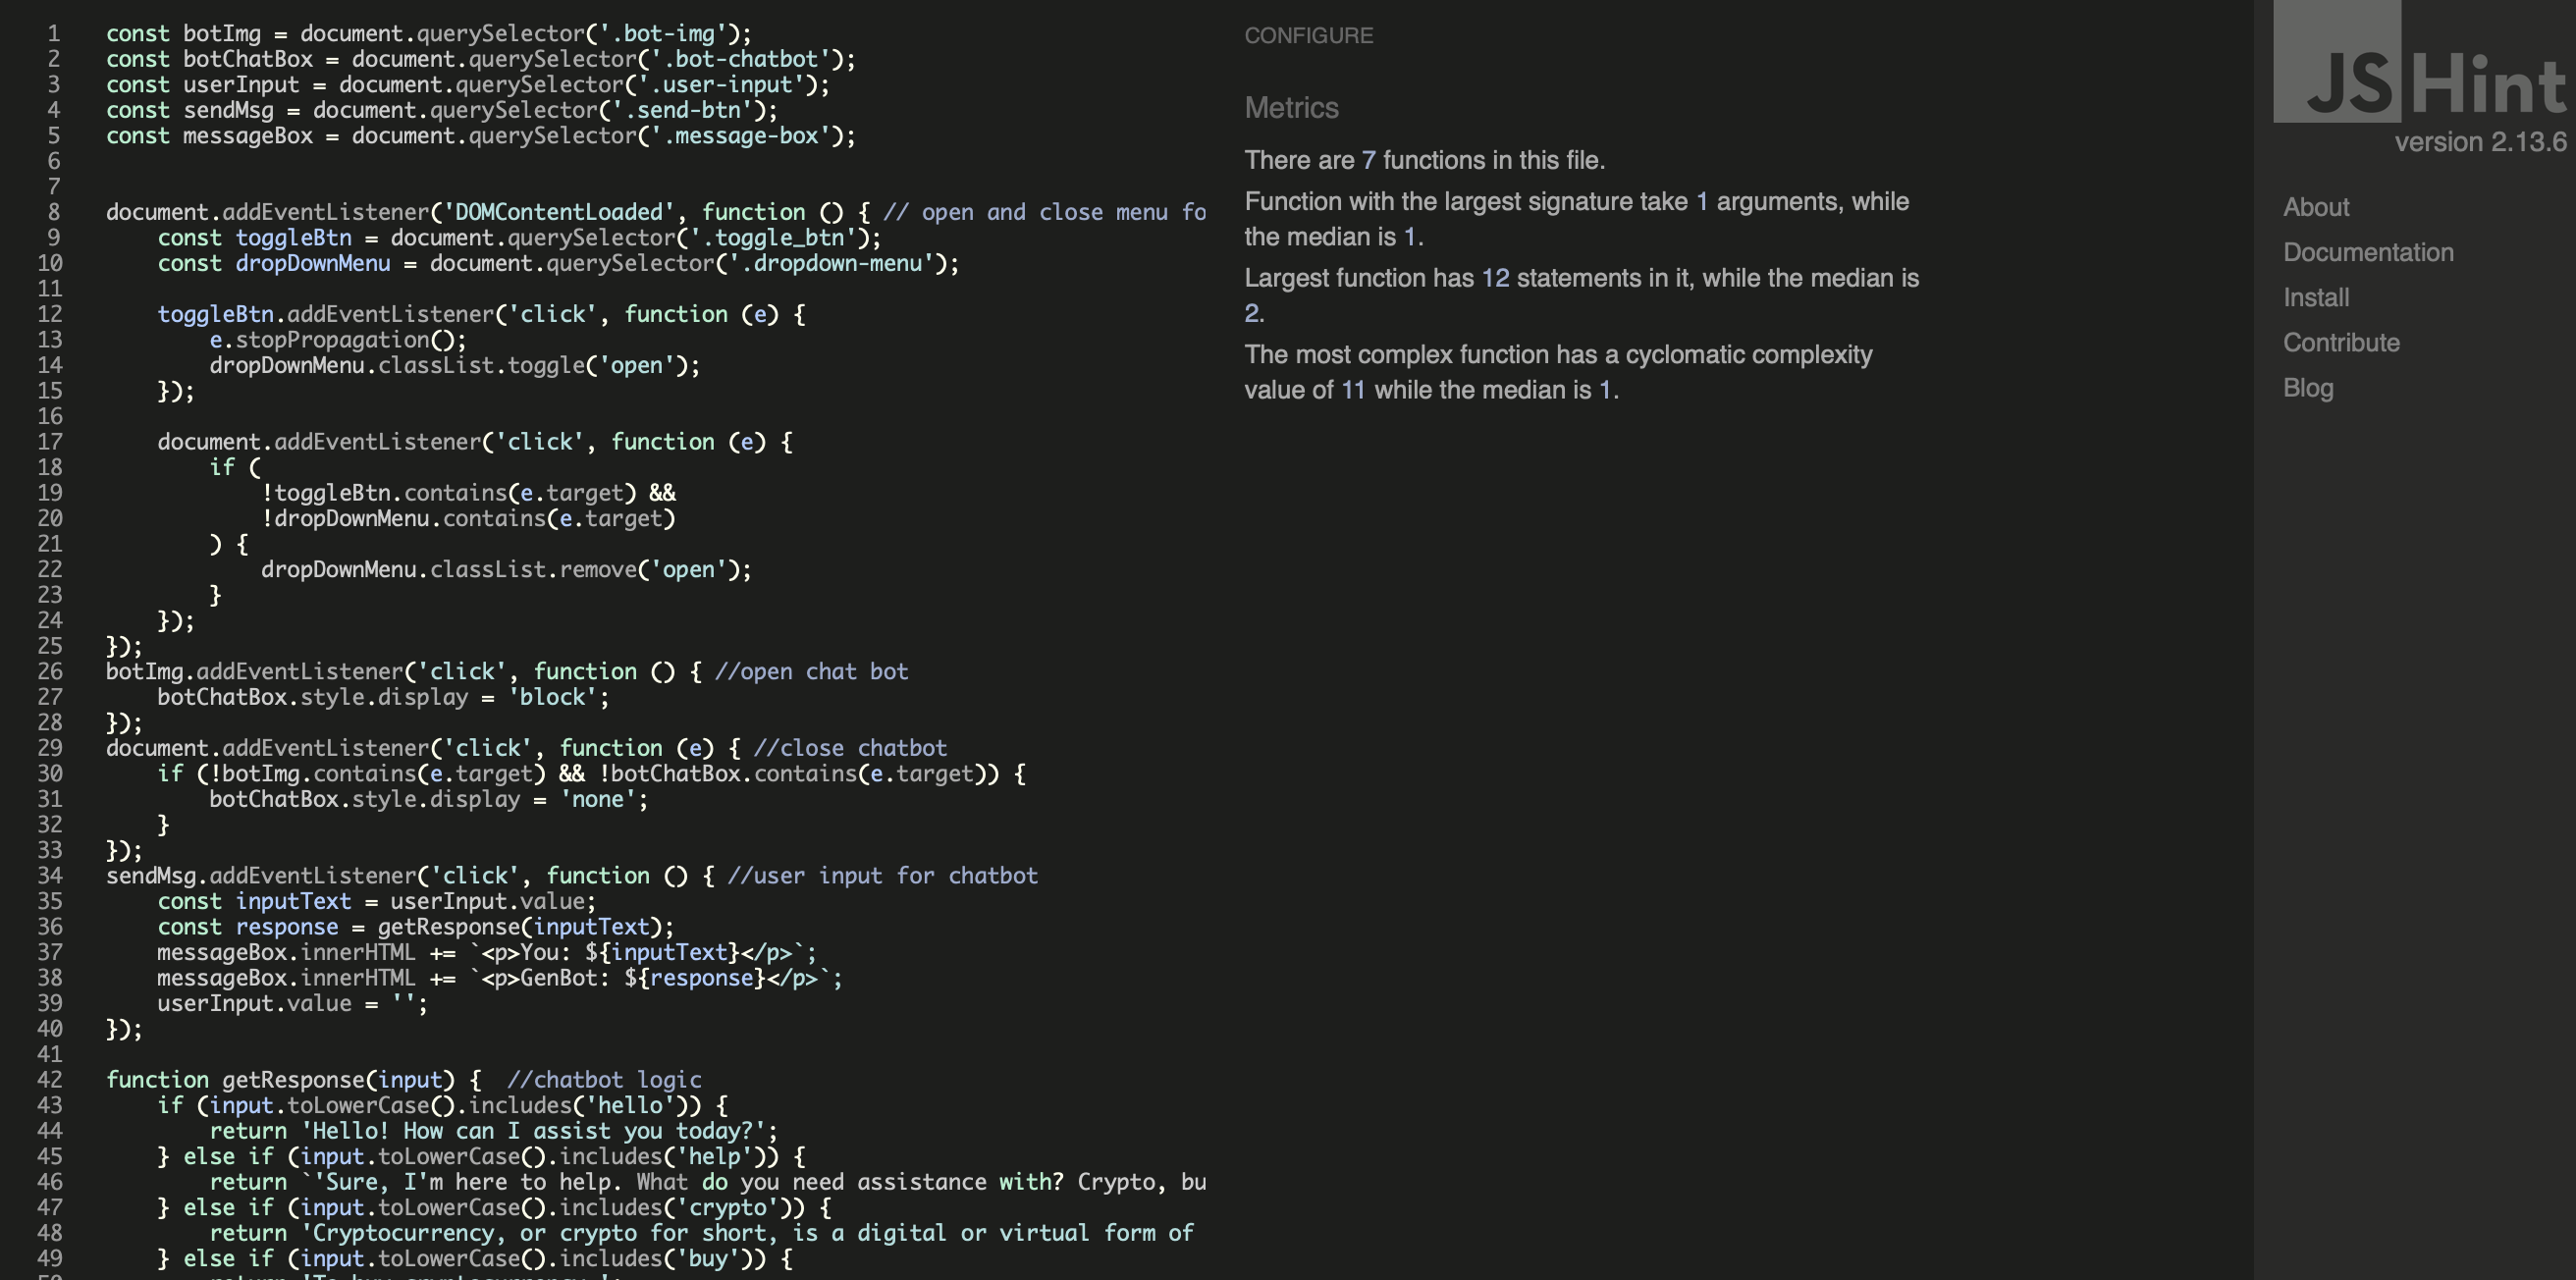 1 const botImg = document.querySelector('.bot-img');
2 const botChatBox = document.querySelector('.bot-chatbot');
3 const userInput = document.querySelector('.user-input');
4 const sendMsg = document.querySelector('.send-btn');
5 const messageBox = document.querySelector('.message-box');
6
7
8 document.addEventListener('DOMContentLoaded', function () { // open and close menu fo
9     const toggleBtn = document.querySelector('.toggle_btn');
10     const dropDownMenu = document.querySelector('.dropdown-menu');
11
12     toggleBtn.addEventListener('click', function (e) {
13         e.stopPropagation();
14         dropDownMenu.classList.toggle('open');
15     });
16
17     document.addEventListener('click', function (e) {
18         if (
19             !toggleBtn.contains(e.target) &&
20             !dropDownMenu.contains(e.target)
21         ) {
22             dropDownMenu.classList.remove('open');
23         }
24     });
25 });
26 botImg.addEventListener('click', function () { //open chat bot
27     botChatBox.style.display = 'block';
28 });
29 document.addEventListener('click', function (e) { //close chatbot
30     if (!botImg.contains(e.target) && !botChatBox.contains(e.target)) {
31         botChatBox.style.display = 'none';
32     }
33 });
34 sendMsg.addEventListener('click', function () { //user input for chatbot
35     const inputText = userInput.value;
36     const response = getResponse(inputText);
37     messageBox.innerHTML += `<p>You: ${inputText}</p>`;
38     messageBox.innerHTML += `<p>GenBot: ${response}</p>`;
39     userInput.value = '';
40 });
41
42 function getResponse(input) {  //chatbot logic
43     if (input.toLowerCase().includes('hello')) {
44         return 'Hello! How can I assist you today?';
45     } else if (input.toLowerCase().includes('help')) {
46         return `'Sure, I'm here to help. What do you need assistance with? Crypto, bu
47     } else if (input.toLowerCase().includes('crypto')) {
48         return 'Cryptocurrency, or crypto for short, is a digital or virtual form of
49     } else if (input.toLowerCase().includes('buy')) {
CONFIGURE
Metrics
There are 7 functions in this file.
Function with the largest signature take 1 arguments, while
the median is 1.
Largest function has 12 statements in it, while the median is
2.
The most complex function has a cyclomatic complexity
value of 11 while the median is 1.
JSHint
version 2.13.6
About
Documentation
Install
Contribute
Blog